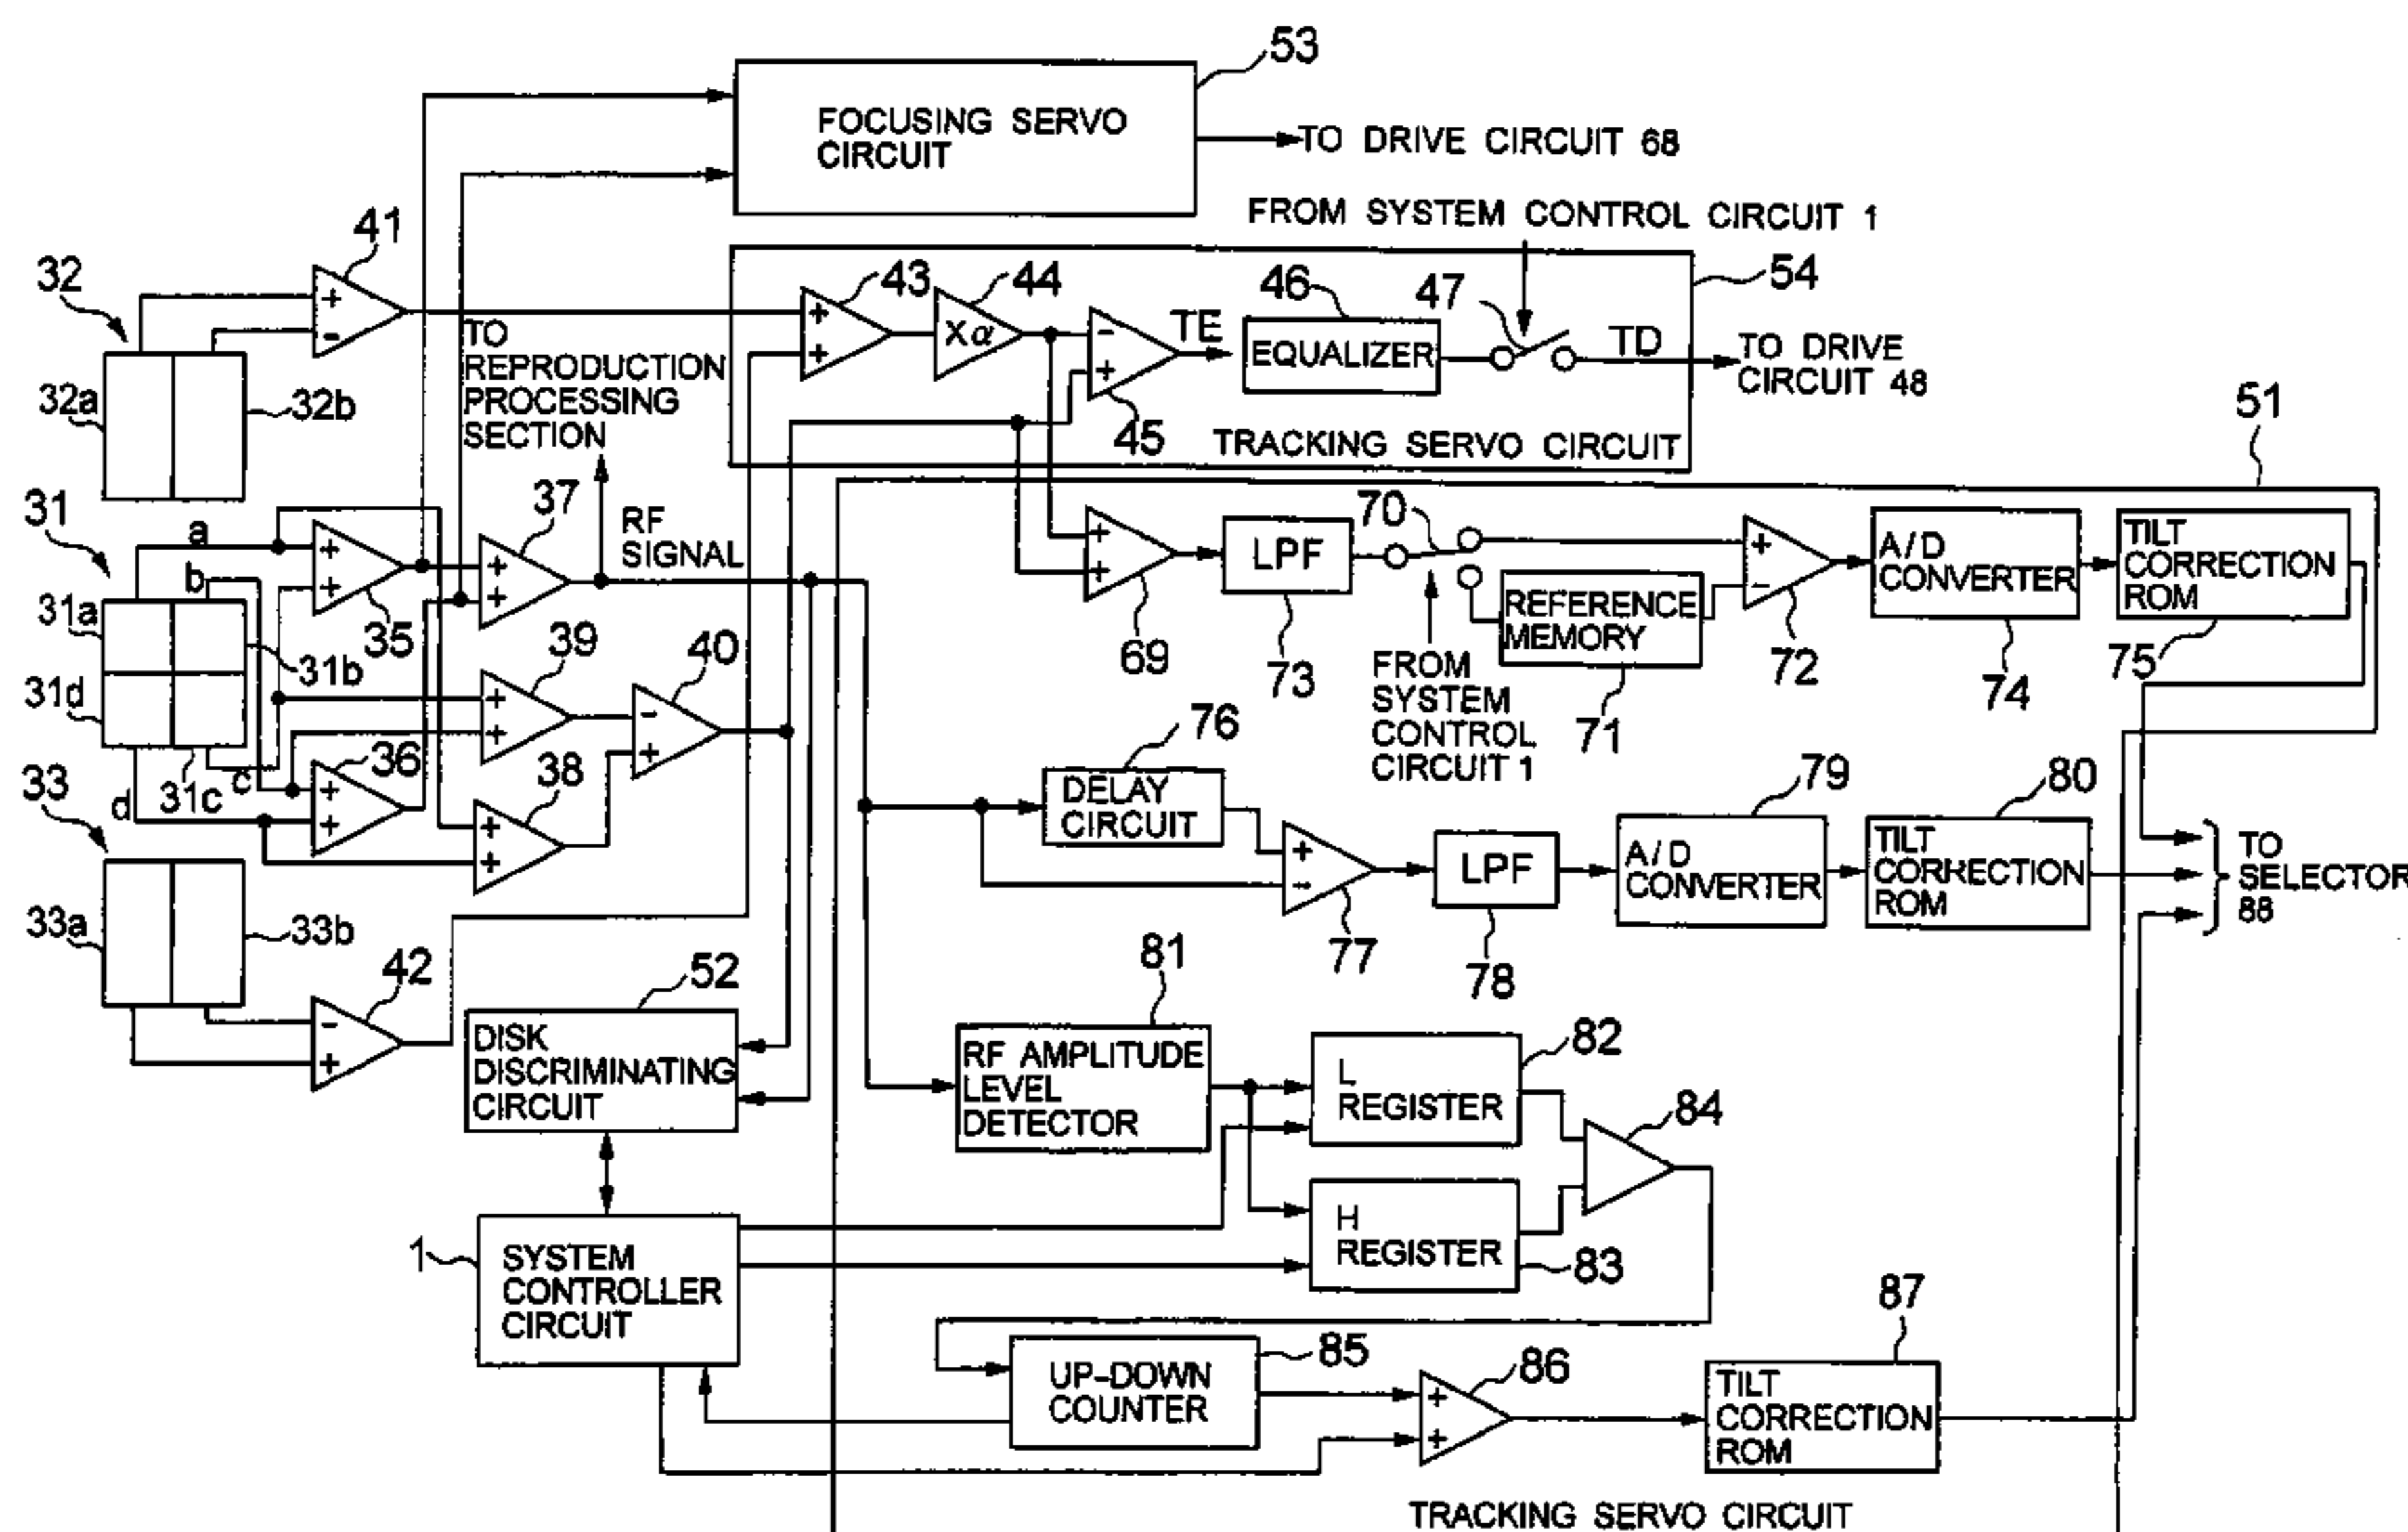 53
FOCUSING SERVO
CIRCUIT
TO DRIVE CIRCUIT 68
FROM SYSTEM CONTROL CIRCUIT 1
41
+
-
32
32a
32b
TO
REPRODUCTION
PROCESSING
SECTION
43
+
+
44
Xα
-
+
45
TE
46
EQUALIZER
47
TD
54
TO DRIVE
CIRCUIT 48
TRACKING SERVO CIRCUIT
51
31
a
b
31a
31b
31d
31c
c
d
+
+
35
37
+
+
RF
SIGNAL
39
+
+
40
-
+
36
+
+
38
+
+
33
33a
33b
42
-
+
+
+
69
LPF
73
70
FROM
SYSTEM
CONTROL
CIRCUIT 1
REFERENCE
MEMORY
71
+
-
72
A/D
CONVERTER
74
TILT
CORRECTION
ROM
75
76
DELAY
CIRCUIT
+
-
77
LPF
78
79
A/D
CONVERTER
80
TILT
CORRECTION
ROM
TO
SELECTOR
88
52
DISK
DISCRIMINATING
CIRCUIT
81
RF AMPLITUDE
LEVEL
DETECTOR
82
L
REGISTER
H
REGISTER
83
84
1
SYSTEM
CONTROLLER
CIRCUIT
UP-DOWN
COUNTER
85
86
+
+
87
TILT
CORRECTION
ROM
TRACKING SERVO CIRCUIT